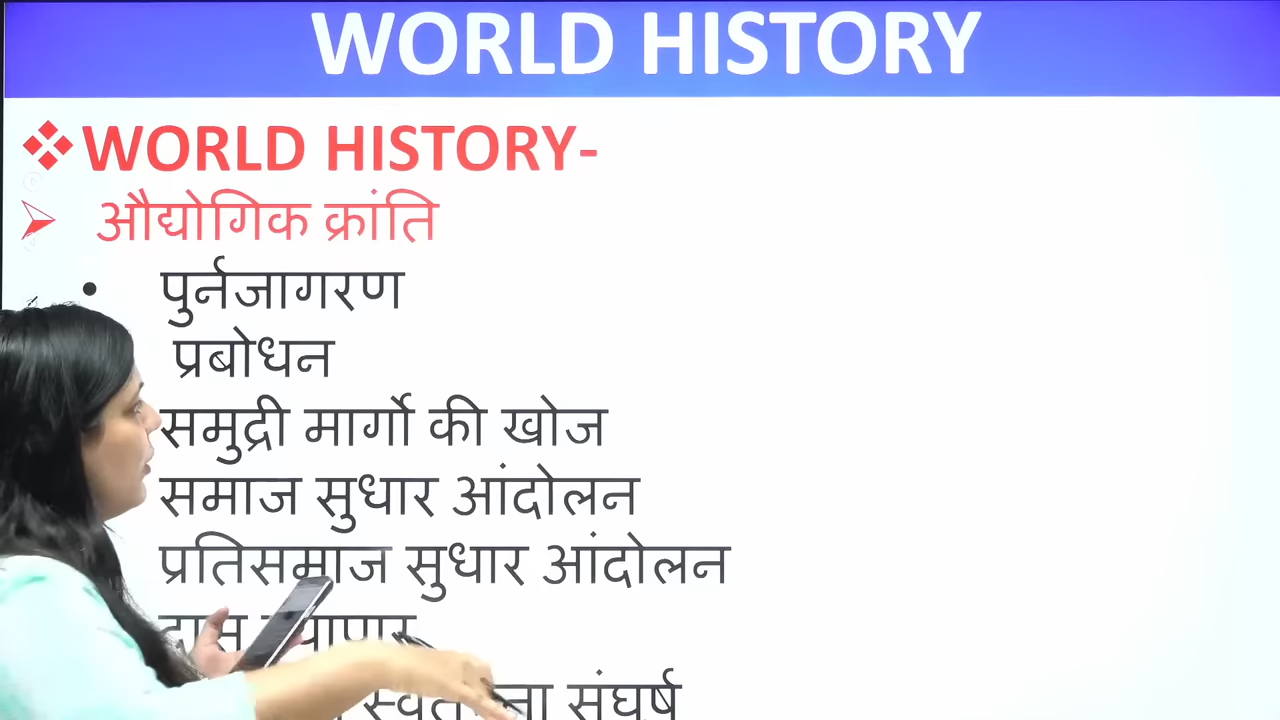 WORLD HISTORY
WORLD HISTORY-
औद्योगिक क्रांति
पुर्नजागरण
प्रबोधन
समुद्री मार्गो की खोज
समाज सुधार आंदोलन
प्रतिसमाज सुधार आंदोलन
दास व्यापार
संघर्ष